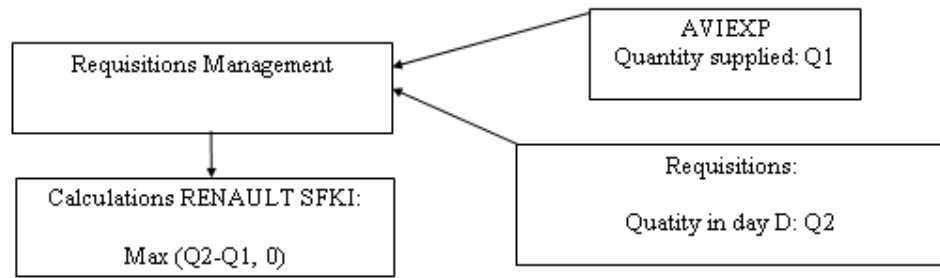 AVIEXP
Quantity supplied: Q1
Requisitions Management
Requisitions:
Quatity in day D: Q2
Calculations RENAULT SFKI:
Max (Q2-Q1, 0)